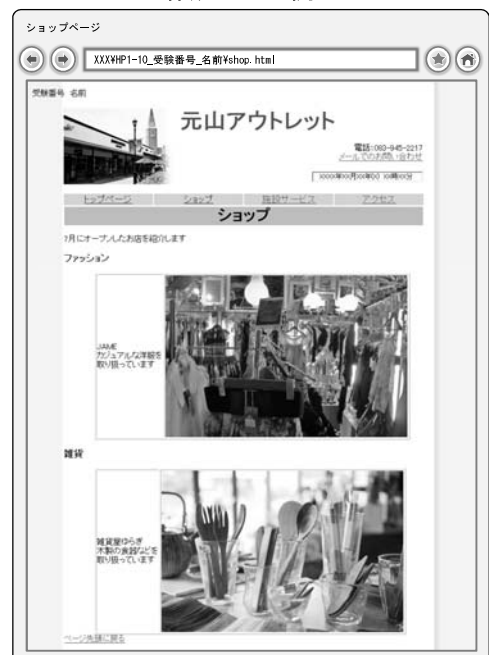 ショップページ
XXX¥HP1-10_受験番号_名前¥shop.html
受験番号 名前
元山アウトレット
電話:093-945-2217
メールでのお問い合わせ
トップページ ショップ 施設サービス アクセス
ショップ
7月にオープンしたお店を紹介します
ファッション
JAME
カジュアルな洋服を
取り扱っています
雑貨
雑貨屋ゆらぎ
木製の食器などを
取り扱っています
ページ先頭に戻る